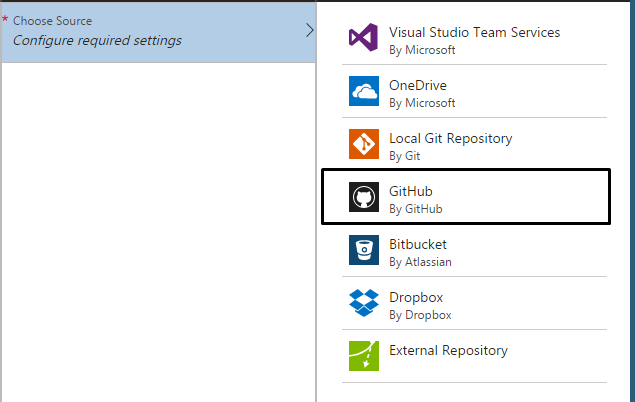 * Choose Source
Configure required settings
Visual Studio Team Services
By Microsoft
OneDrive
By Microsoft
Local Git Repository
By Git
GitHub
By GitHub
Bitbucket
By Atlassian
Dropbox
By Dropbox
External Repository